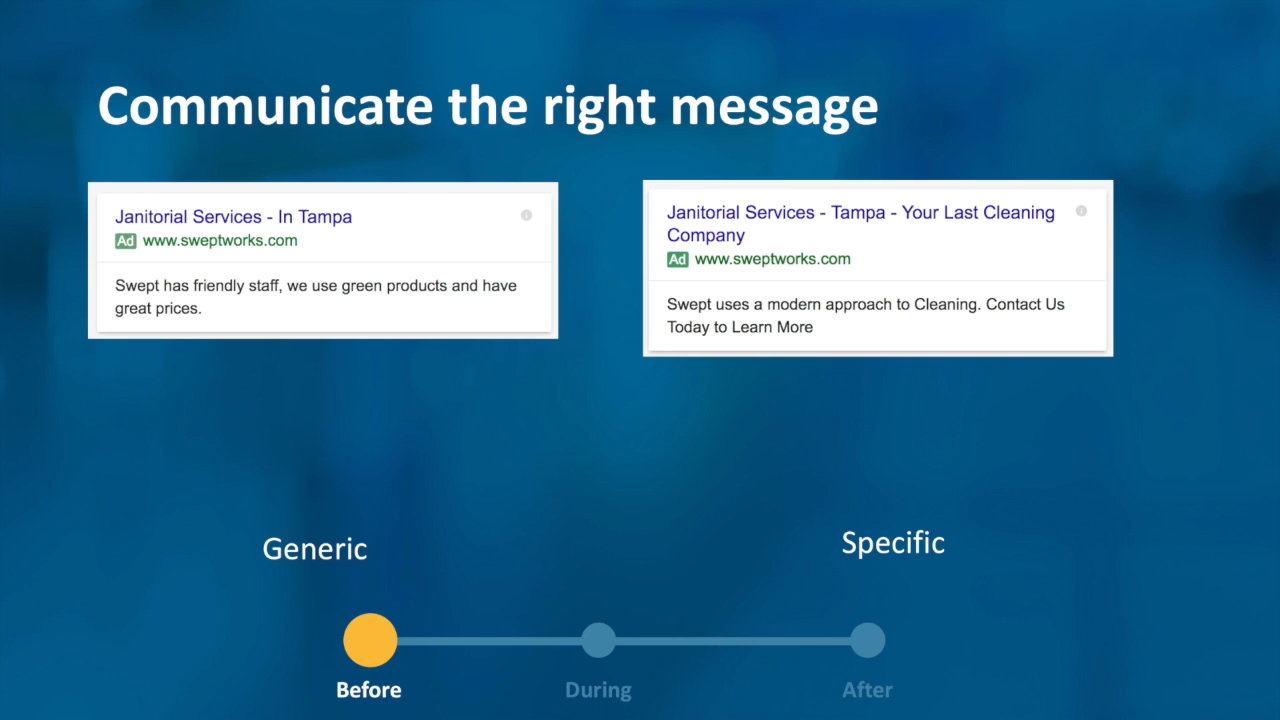 Communicate the right message
Janitorial Services - In Tampa
Ad www.sweptworks.com
Swept has friendly staff, we use green products and have
great prices.
Janitorial Services - Tampa - Your Last Cleaning
Company
Ad www.sweptworks.com
Swept uses a modern approach to Cleaning. Contact Us
Today to Learn More
Generic
Specific
Before
During
After